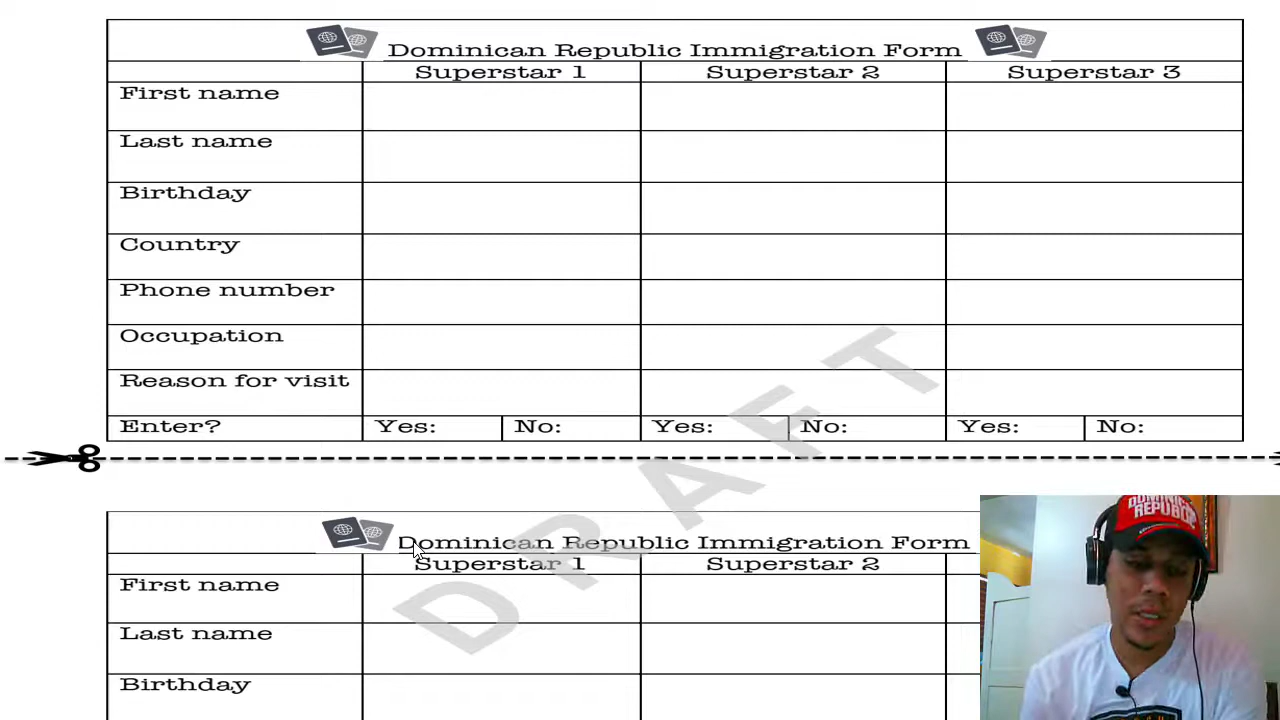 Dominican Republic Immigration Form
Superstar 1 Superstar 2 Superstar 3
First name
Last name
Birthday
Country
Phone number
Occupation
Reason for visit
Enter? Yes: No: Yes: No: Yes: No:
DRAFT
Dominican Republic Immigration Form
Superstar 1 Superstar 2
First name
Last name
Birthday
DOMINICAN
REPUBLIC